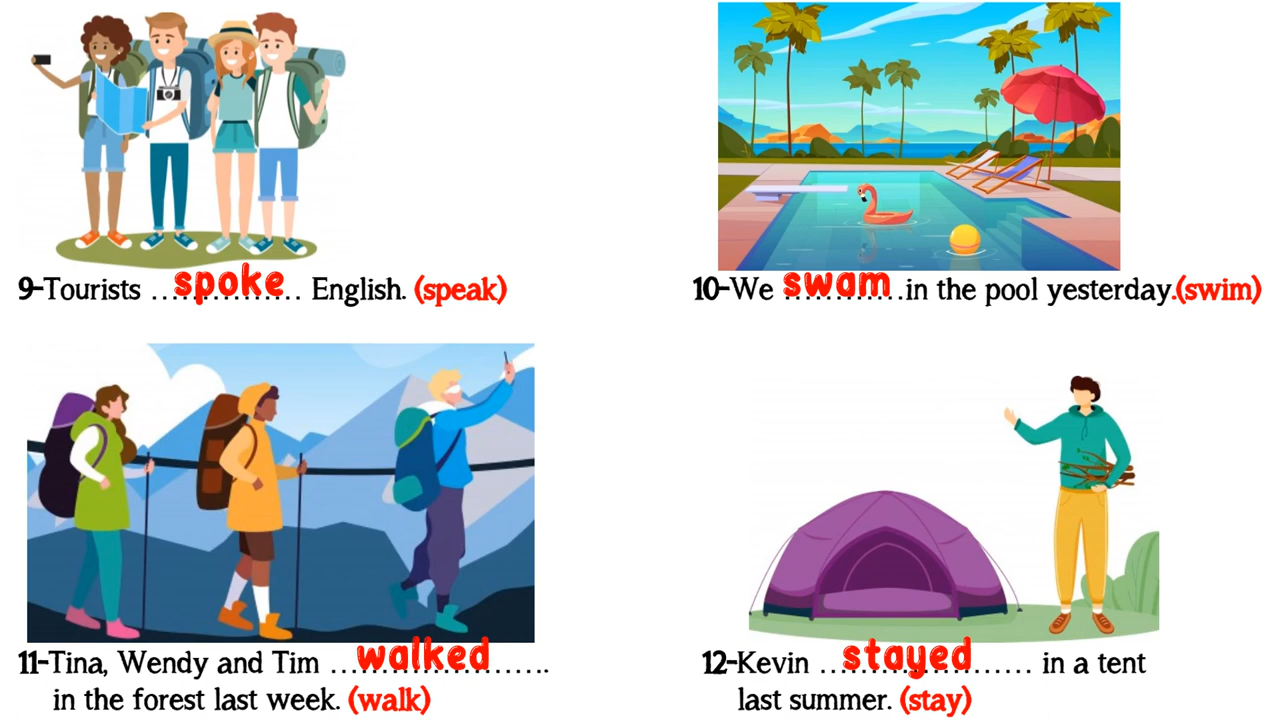 9-Tourists ...spoke... English. (speak)
10-We ...swam...in the pool yesterday.(swim)
11-Tina, Wendy and Tim ...walked...
in the forest last week. (walk)
12-Kevin ...stayed... in a tent
last summer. (stay)